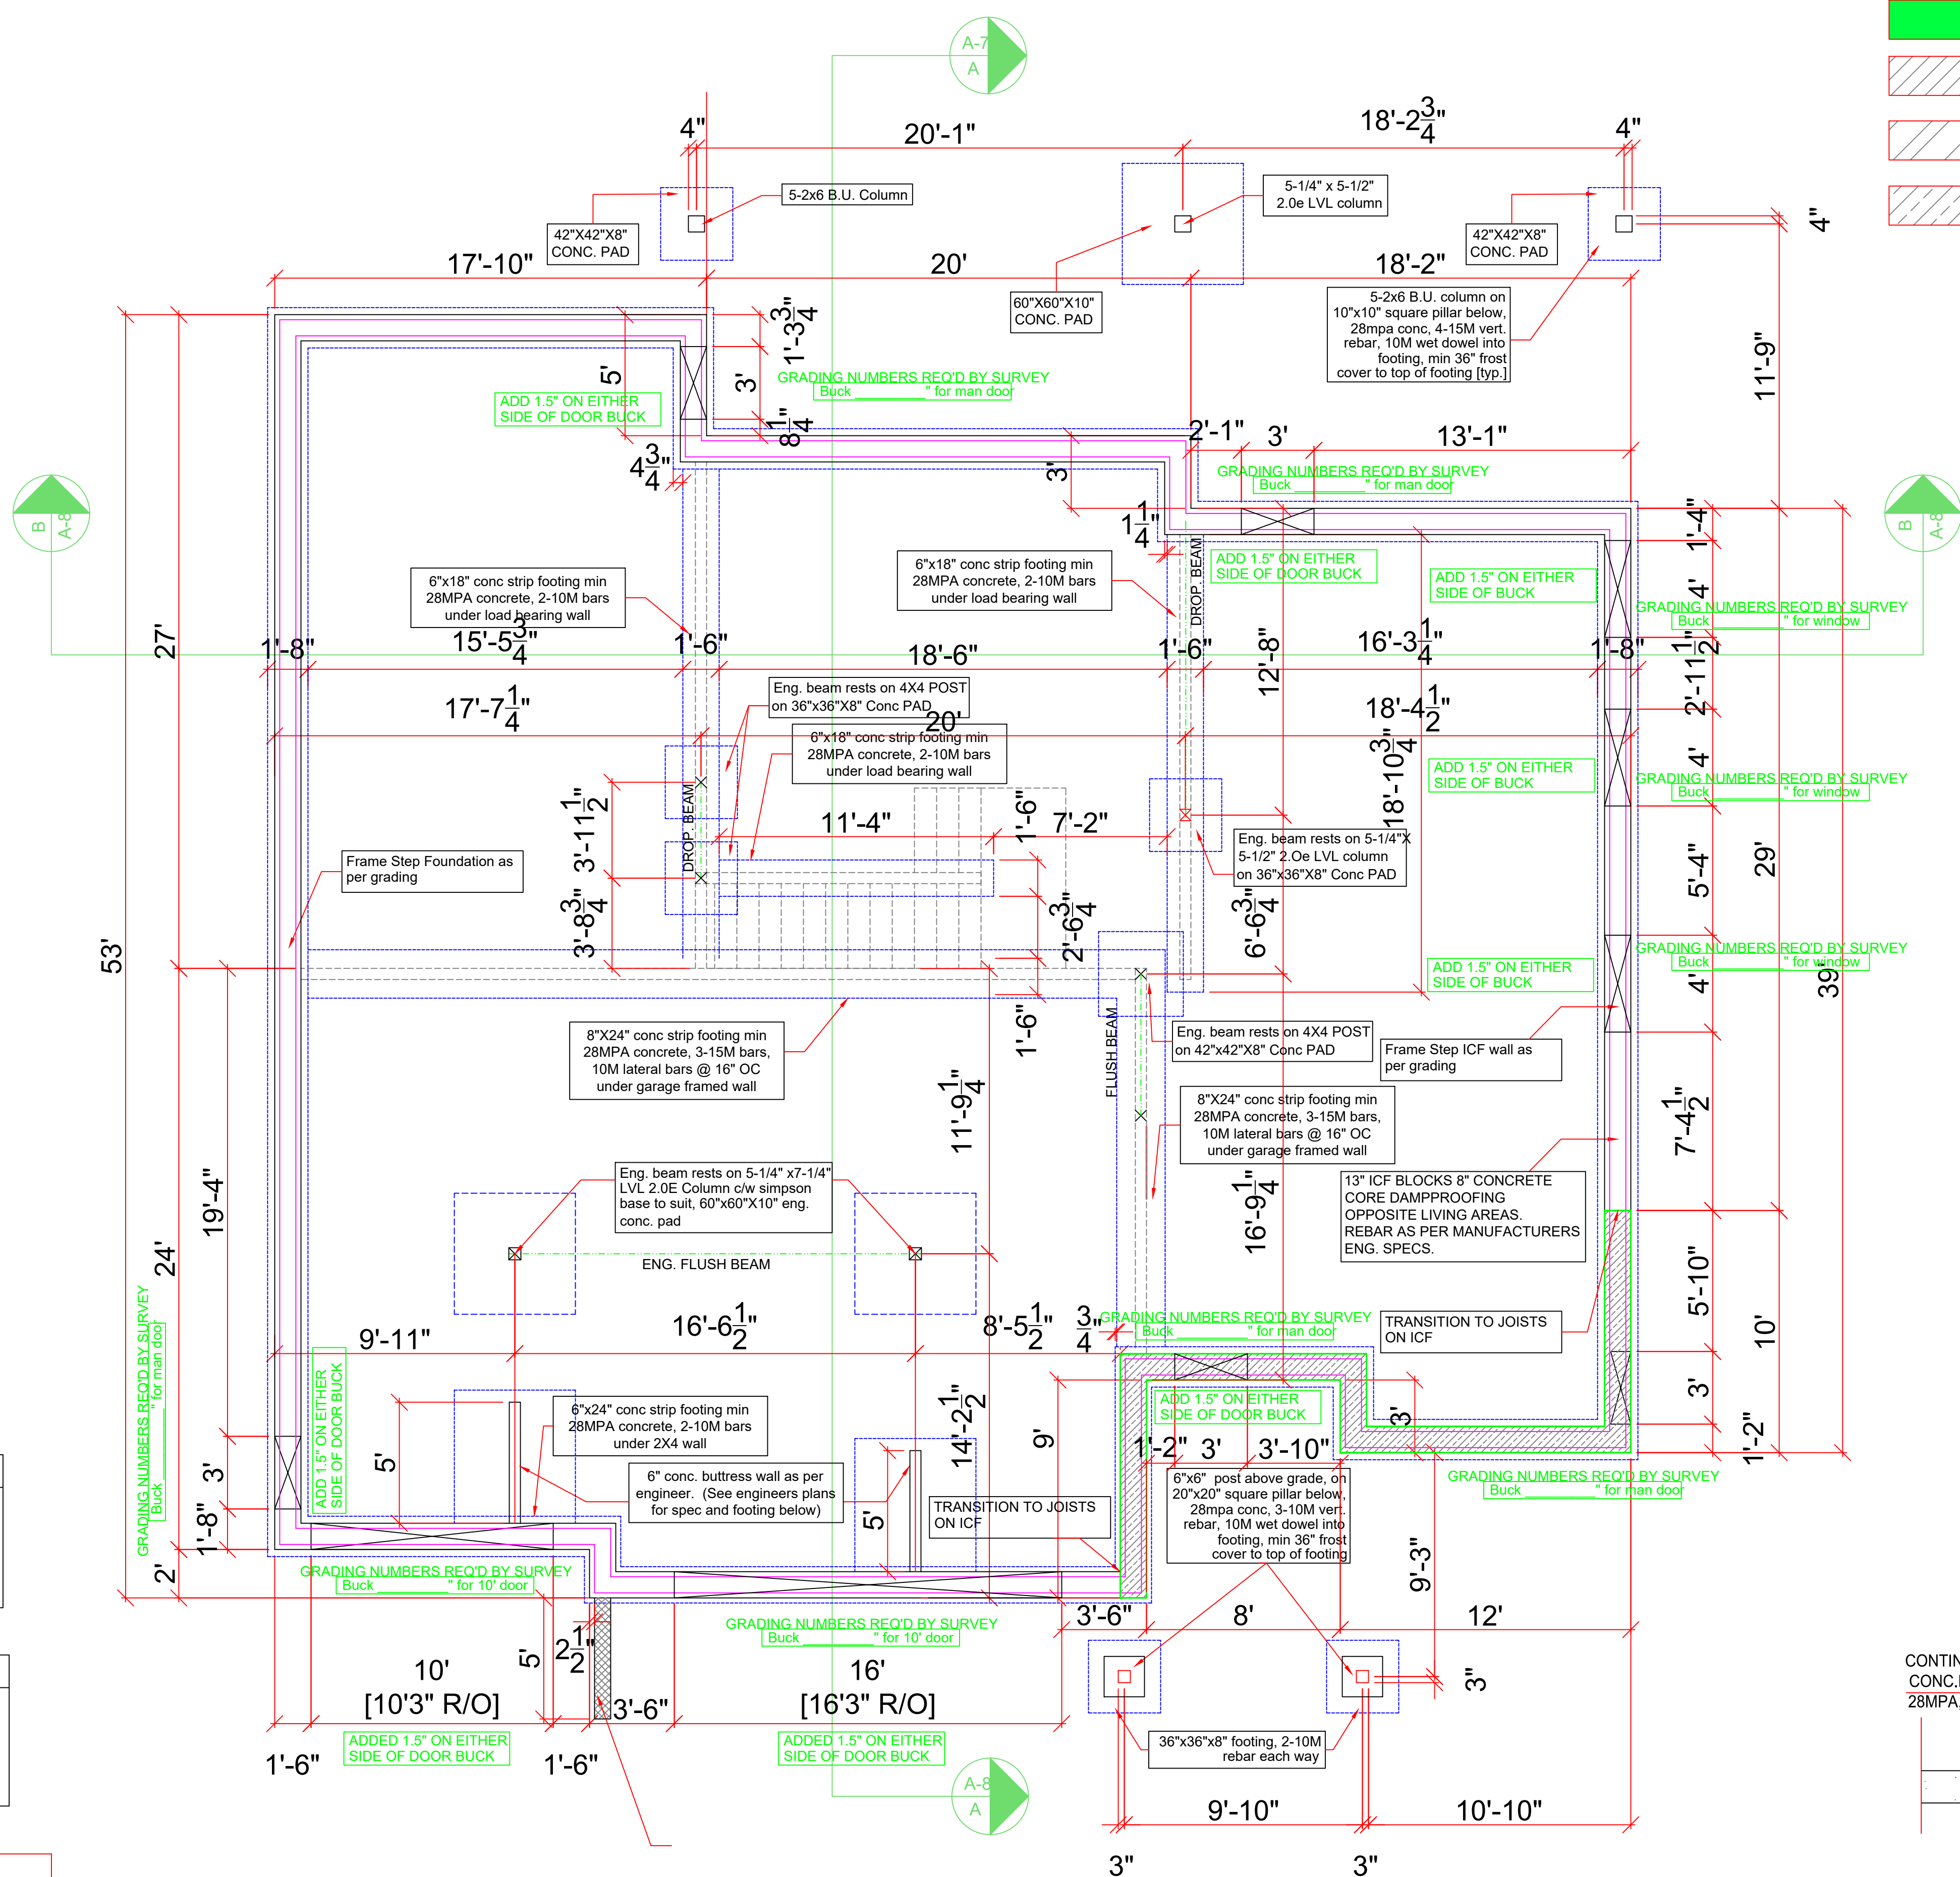 A-7
A
4"
20'-1"
18'-2 3/4"
4"
5-2x6 B.U. Column
5-1/4" x 5-1/2"
2.0e LVL column
42"X42"X8"
CONC. PAD
42"X42"X8"
CONC. PAD
4"
17'-10"
20'
18'-2"
60"X60"X10"
CONC. PAD
5-2x6 B.U. column on
10"x10" square pillar below,
28mpa conc, 4-15M vert.
rebar, 10M wet dowel into
footing, min 36" frost
cover to top of footing [typ.]
11'-9"
1'-3 3/4"
5'
3'
8 1/4"
GRADING NUMBERS REQ'D BY SURVEY
Buck _________" for man door
ADD 1.5" ON EITHER
SIDE OF DOOR BUCK
4 3/4"
3'
2'-1"
3'
13'-1"
GRADING NUMBERS REQ'D BY SURVEY
Buck _________" for man door
B
A-8
B
A-8
1 1/4"
1'-4"
DROP. BEAM
ADD 1.5" ON EITHER
SIDE OF DOOR BUCK
ADD 1.5" ON EITHER
SIDE OF BUCK
4'
6"x18" conc strip footing min
28MPA concrete, 2-10M bars
under load bearing wall
6"x18" conc strip footing min
28MPA concrete, 2-10M bars
under load bearing wall
GRADING NUMBERS REQ'D BY SURVEY
Buck _________" for window
27'
1'-8"
15'-5 3/4"
1'-6"
18'-6"
1'-6"
12'-8"
16'-3 1/4"
1'-8"
2'-11 1/2"
17'-7 1/4"
Eng. beam rests on 4X4 POST
on 36"x36"X8" Conc PAD
20'
18'-4 1/2"
6"x18" conc strip footing min
28MPA concrete, 2-10M bars
under load bearing wall
18'-10 3/4"
ADD 1.5" ON EITHER
SIDE OF BUCK
4'
GRADING NUMBERS REQ'D BY SURVEY
Buck _________" for window
3'-11 1/2"
DROP. BEAM
11'-4"
1'-6"
7'-2"
Eng. beam rests on 5-1/4"X
5-1/2" 2.Oe LVL column
on 36"x36"X8" Conc PAD
Frame Step Foundation as
per grading
5'-4"
29'
3'-8 3/4"
2'-6 3/4"
6'-6 3/4"
53'
ADD 1.5" ON EITHER
SIDE OF BUCK
GRADING NUMBERS REQ'D BY SURVEY
Buck _________" for window
4'
39'
1'-6"
8"X24" conc strip footing min
28MPA concrete, 3-15M bars,
10M lateral bars @ 16" OC
under garage framed wall
FLUSH BEAM
Eng. beam rests on 4X4 POST
on 42"x42"X8" Conc PAD
Frame Step ICF wall as
per grading
11'-9 1/4"
8"X24" conc strip footing min
28MPA concrete, 3-15M bars,
10M lateral bars @ 16" OC
under garage framed wall
7'-4 1/2"
19'-4"
24'
Eng. beam rests on 5-1/4" x7-1/4"
LVL 2.0E Column c/w simpson
base to suit, 60"x60"X10" eng.
conc. pad
16'-9 1/4"
13" ICF BLOCKS 8" CONCRETE
CORE DAMPPROOFING
OPPOSITE LIVING AREAS.
REBAR AS PER MANUFACTURERS
ENG. SPECS.
ENG. FLUSH BEAM
5'-10"
10'
9'-11"
16'-6 1/2"
8'-5 1/2"
3/4"
GRADING NUMBERS REQ'D BY SURVEY
Buck _________" for man door
TRANSITION TO JOISTS
ON ICF
GRADING NUMBERS REQ'D BY SURVEY
Buck _________" for man door
ADD 1.5" ON EITHER
SIDE OF DOOR BUCK
6"x24" conc strip footing min
28MPA concrete, 2-10M bars
under 2X4 wall
14'-2 1/2"
9'
ADD 1.5" ON EITHER
SIDE OF DOOR BUCK
3'
3'
1'-2"
5'
3'
1'-8"
1'-2"
3'
3'-10"
6" conc. buttress wall as per
engineer. (See engineers plans
for spec and footing below)
5'
TRANSITION TO JOISTS
ON ICF
6"x6" post above grade, on
20"x20" square pillar below,
28mpa conc, 3-10M vert.
rebar, 10M wet dowel into
footing, min 36" frost
cover to top of footing
GRADING NUMBERS REQ'D BY SURVEY
Buck _________" for man door
2'
GRADING NUMBERS REQ'D BY SURVEY
Buck _________" for 10' door
9'-3"
GRADING NUMBERS REQ'D BY SURVEY
Buck _________" for 10' door
3'-6"
8'
12'
5'
2 1/2"
10'
[10'3" R/O]
3'-6"
16'
[16'3" R/O]
3"
CONTIN
CONC.
28MPA,
1'-6"
ADDED 1.5" ON EITHER
SIDE OF DOOR BUCK
1'-6"
ADDED 1.5" ON EITHER
SIDE OF DOOR BUCK
36"x36"x8" footing, 2-10M
rebar each way
A-8
A
9'-10"
10'-10"
3"
3"